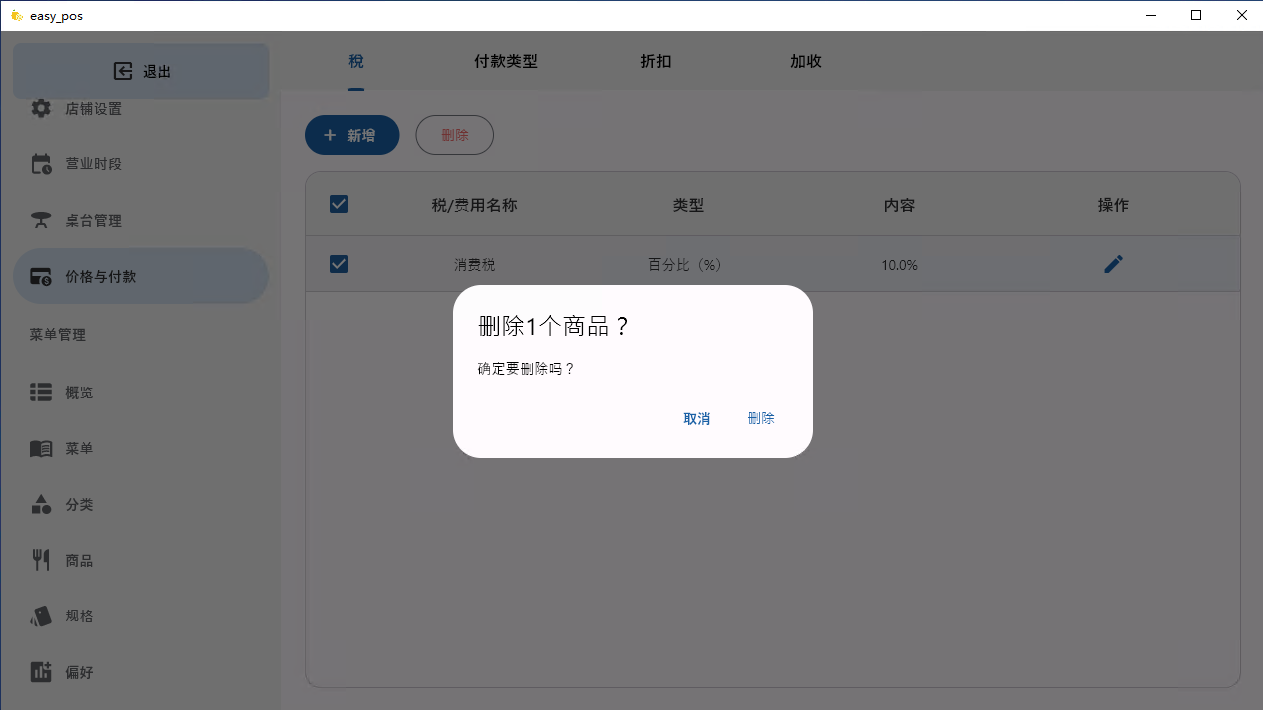 easy_pos
退出
店铺设置
营业时段
桌台管理
价格与付款
菜单管理
概览
菜单
分类
商品
规格
偏好
税 付款类型 折扣 加收
+ 新增 删除
税/费用名称 类型 内容 操作
消费税 百分比（%） 10.0%
删除1个商品？
确定要删除吗？
取消 删除